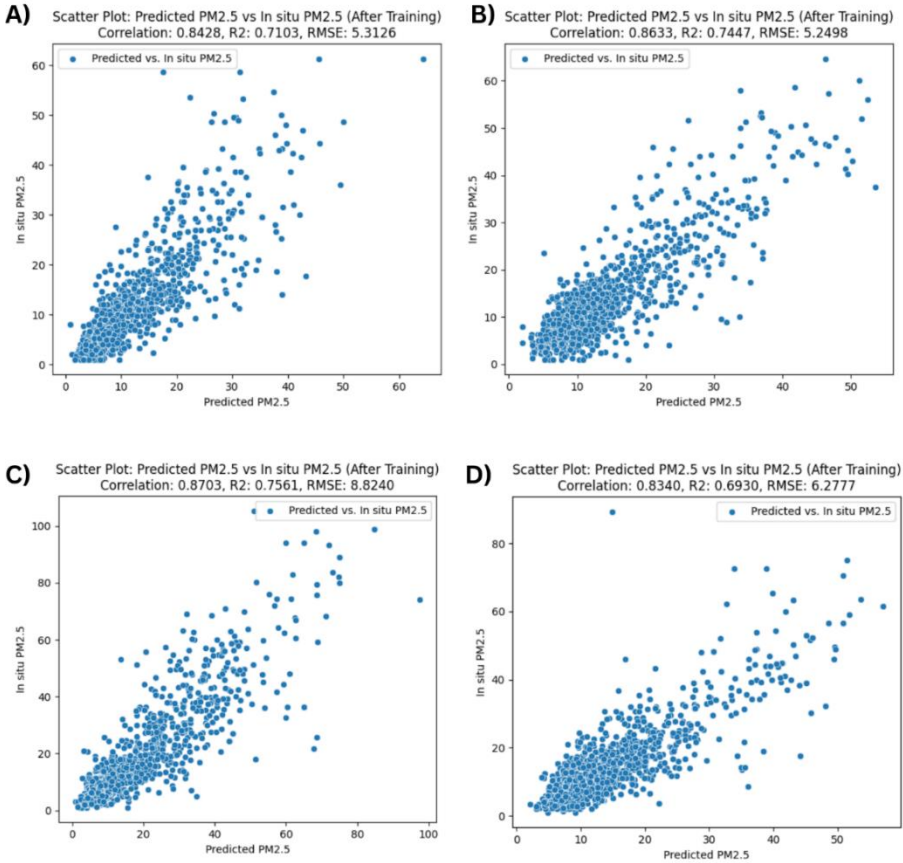 A)
Scatter Plot: Predicted PM2.5 vs In situ PM2.5 (After Training)
Correlation: 0.8428, R2: 0.7103, RMSE: 5.3126
Predicted vs. In situ PM2.5
60
50
40
30
20
10
0
In situ PM2.5
0 10 20 30 40 50 60
Predicted PM2.5
B)
Scatter Plot: Predicted PM2.5 vs In situ PM2.5 (After Training)
Correlation: 0.8633, R2: 0.7447, RMSE: 5.2498
Predicted vs. In situ PM2.5
60
50
40
30
20
10
0
In situ PM2.5
0 10 20 30 40 50
Predicted PM2.5
C)
Scatter Plot: Predicted PM2.5 vs In situ PM2.5 (After Training)
Correlation: 0.8703, R2: 0.7561, RMSE: 8.8240
Predicted vs. In situ PM2.5
100
80
60
40
20
0
In situ PM2.5
0 20 40 60 80 100
Predicted PM2.5
D)
Scatter Plot: Predicted PM2.5 vs In situ PM2.5 (After Training)
Correlation: 0.8340, R2: 0.6930, RMSE: 6.2777
Predicted vs. In situ PM2.5
80
60
40
20
0
In situ PM2.5
0 10 20 30 40 50
Predicted PM2.5